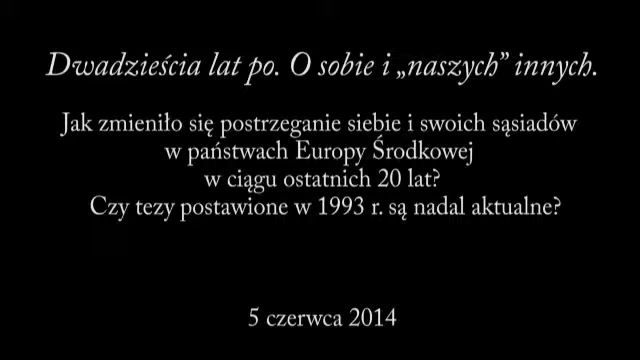 Dwadzieścia lat po. O sobie i „naszych” innych.
Jak zmieniło się postrzeganie siebie i swoich sąsiadów
w państwach Europy Środkowej
w ciągu ostatnich 20 lat?
Czy tezy postawione w 1993 r. są nadal aktualne?
5 czerwca 2014